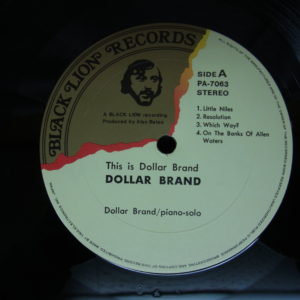 BLACK LION RECORDS
A BLACK LION recording
Produced by Alan Bates
SIDE A
PA-7063
STEREO
1. Little Niles
2. Resolution
3. Which Way?
4. On The Banks Of Allen
Waters
This is Dollar Brand
DOLLAR BRAND
Dollar Brand/piano-solo